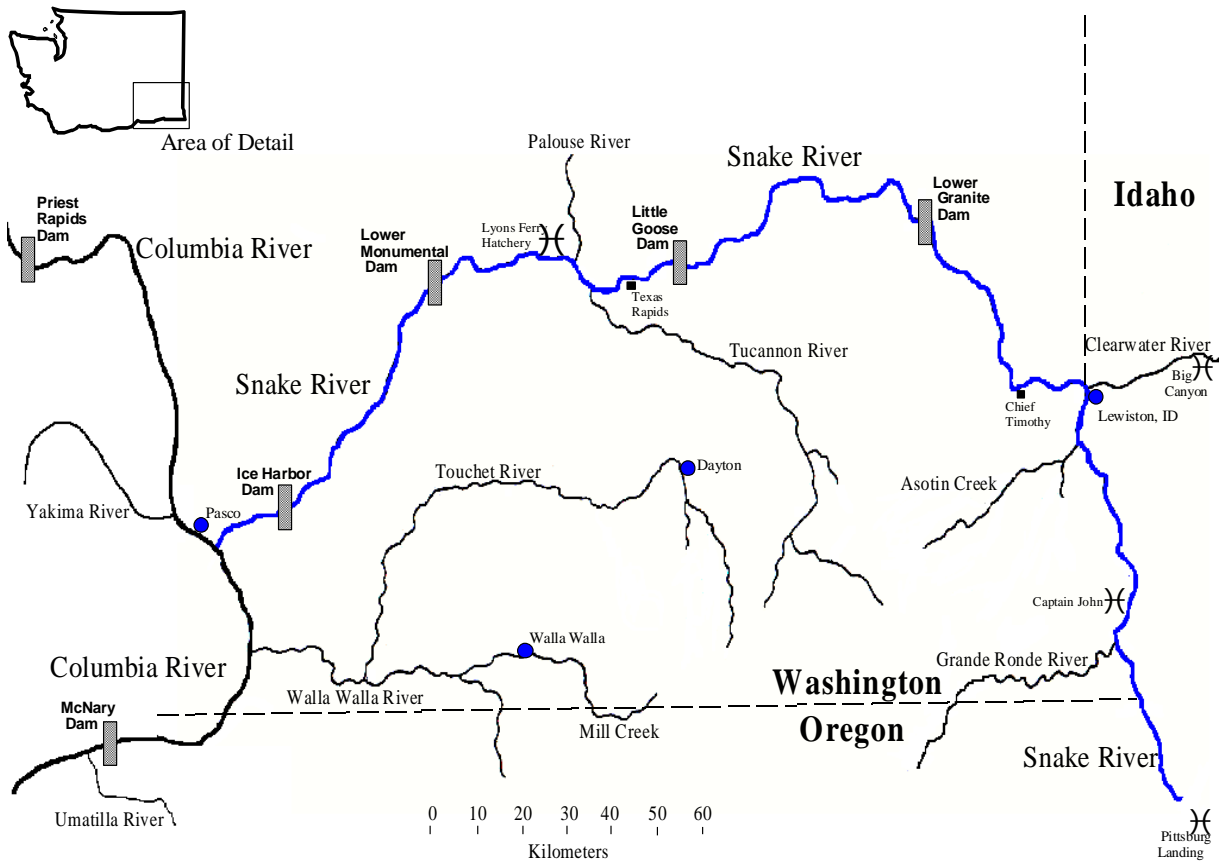 Area of Detail
Palouse River
Snake River
Lower
Granite
Dam
Idaho
Priest
Rapids
Dam
Columbia River
Lower
Monumental
Dam
Lyons Ferry
Hatchery
Little
Goose
Dam
Texas
Rapids
Tucannon River
Clearwater River
Big
Canyon
Chief
Timothy
Lewiston, ID
Snake River
Ice Harbor
Dam
Touchet River
Dayton
Asotin Creek
Yakima River
Pasco
Captain John
Columbia River
Walla Walla
Grande Ronde River
Walla Walla River
Washington
McNary
Dam
Mill Creek
Oregon
Snake River
Umatilla River
0 10 20 30 40 50 60
Kilometers
Pittsburg
Landing